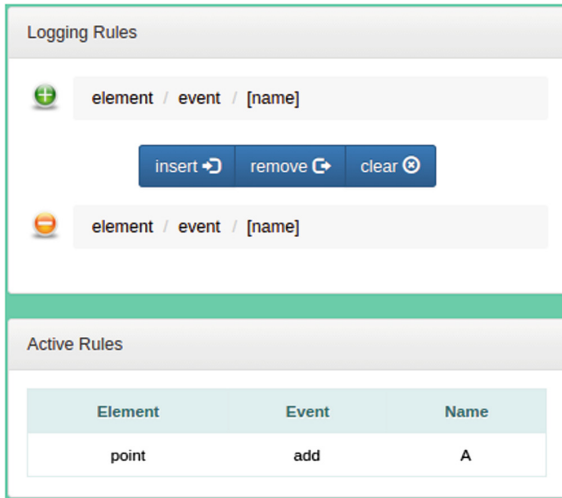 Logging Rules
element / event / [name]
insert remove clear
element / event / [name]
Active Rules
Element Event Name
point add A